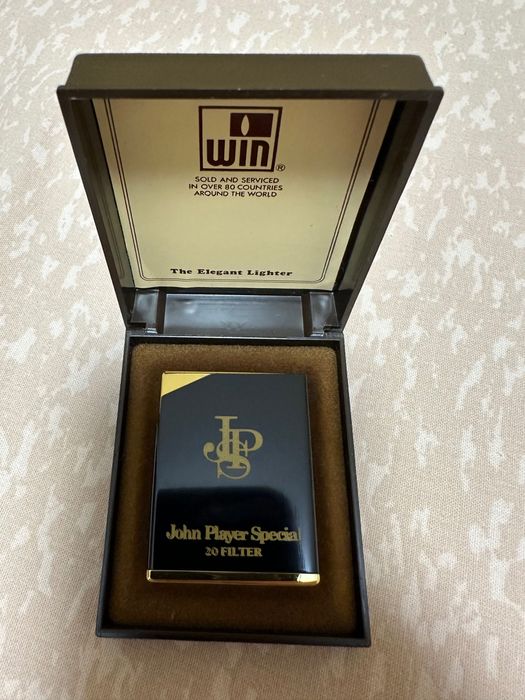 WIN®
SOLD AND SERVICED
IN OVER 80 COUNTRIES
AROUND THE WORLD
The Elegant Lighter
JPS
John Player Special
20 FILTER